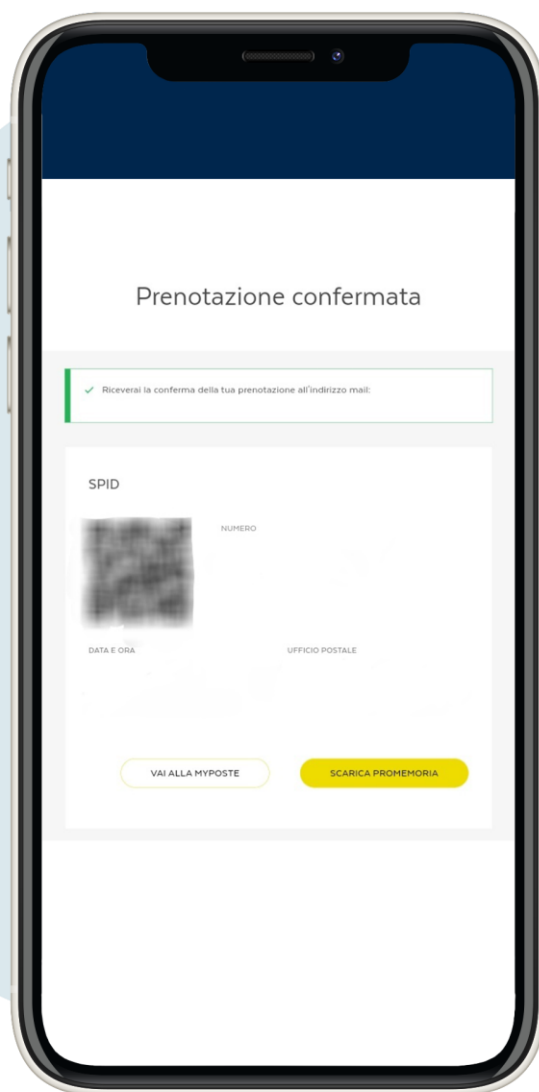 Prenotazione confermata
Riceverai la conferma della tua prenotazione all'indirizzo mail:
SPID
NUMERO
DATA E ORA
UFFICIO POSTALE
VAI ALLA MYPOSTE
SCARICA PROMEMORIA